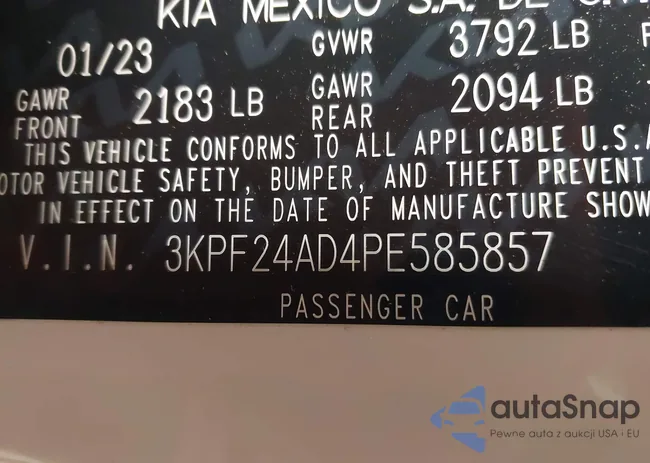 KIA MEXICO S.A. DE C.V.
01/23 GVWR 3792 LB
GAWR FRONT 2183 LB GAWR REAR 2094 LB
THIS VEHICLE CONFORMS TO ALL APPLICABLE U.S.A
OTOR VEHICLE SAFETY, BUMPER, AND THEFT PREVENT
IN EFFECT ON THE DATE OF MANUFACTURE SHOW
V.I.N. 3KPF24AD4PE585857
PASSENGER CAR
autaSnap
Pewne auta z aukcji USA i EU